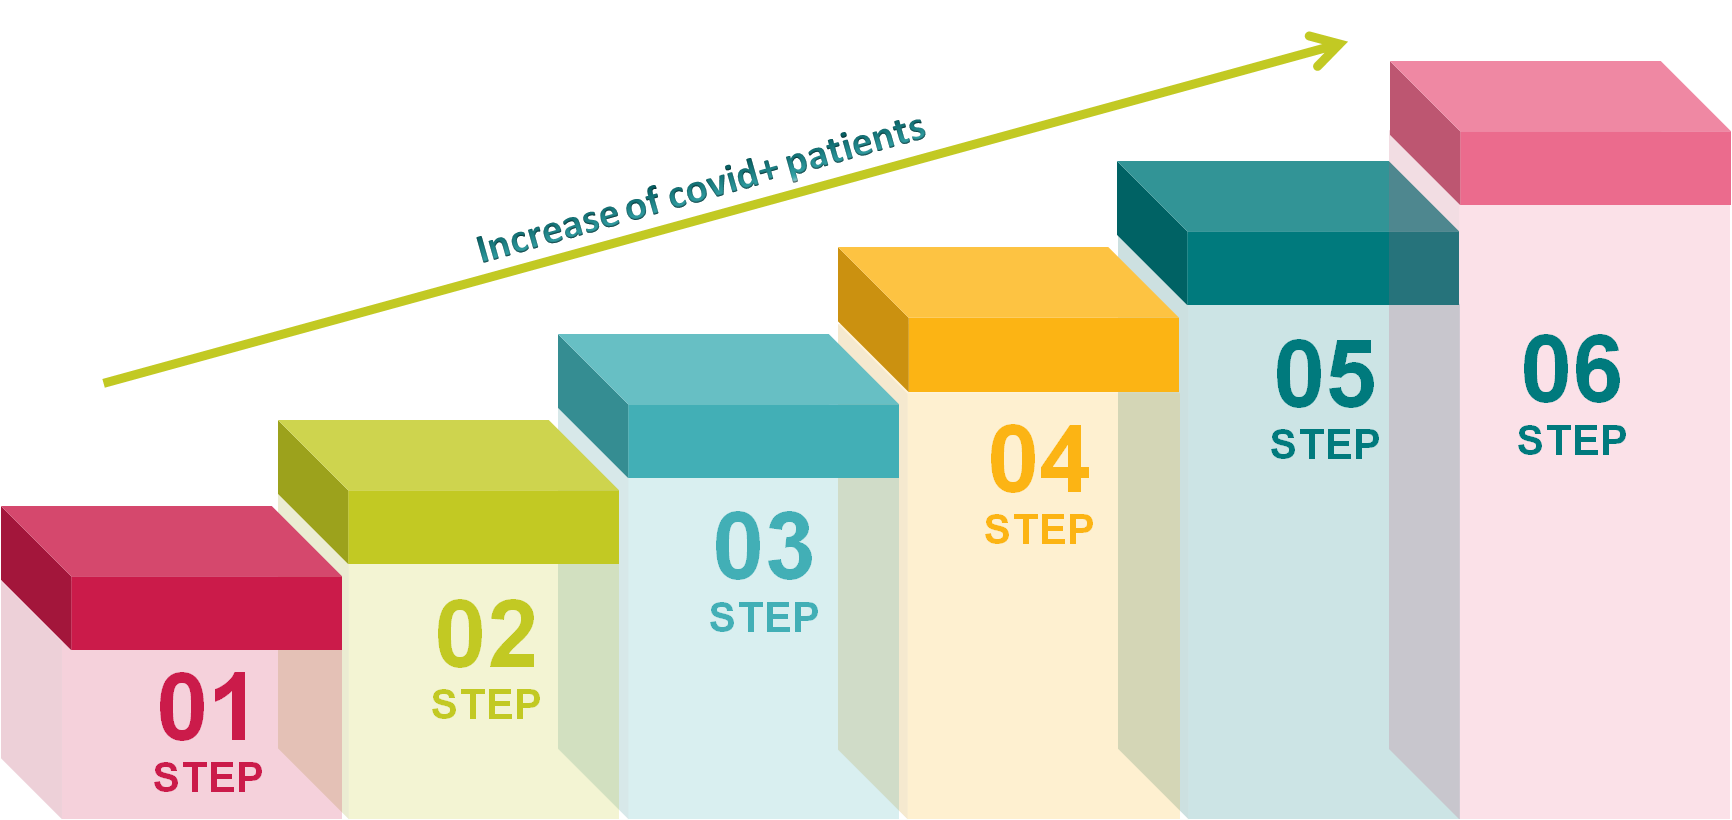 Increase of covid+ patients
01
STEP
02
STEP
03
STEP
04
STEP
05
STEP
06
STEP